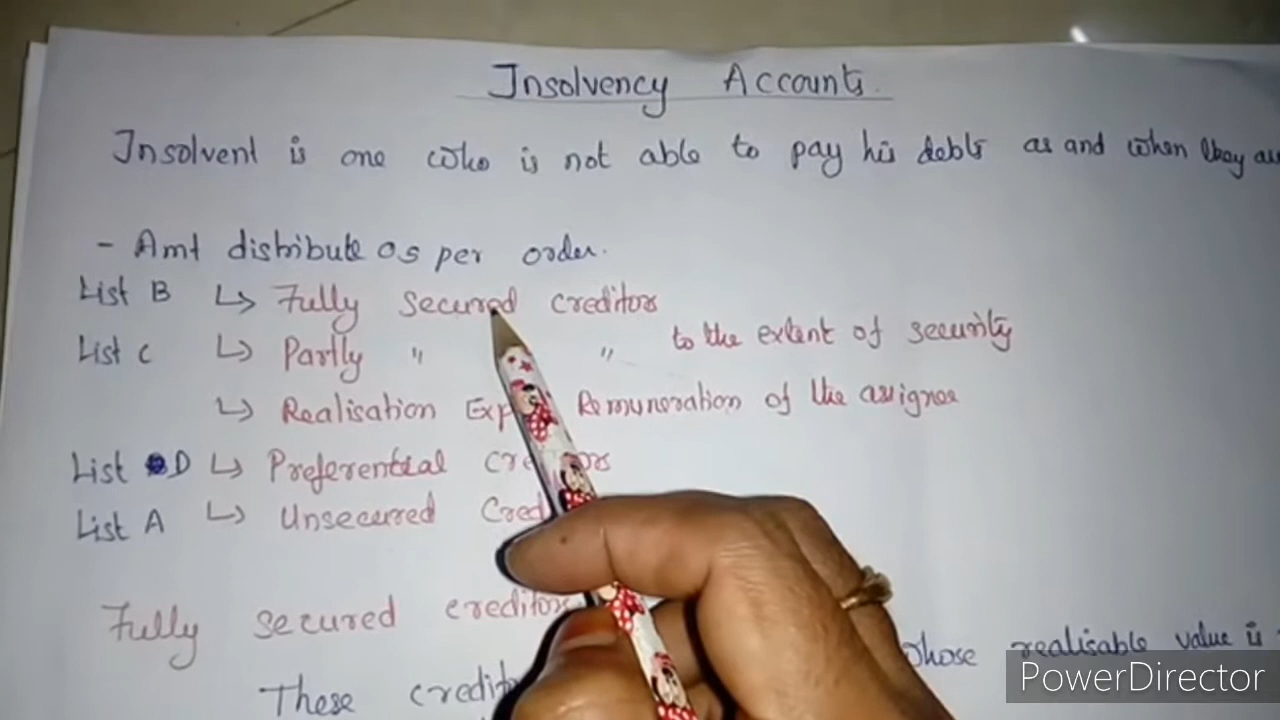 Insolvency Accounts
Insolvent is one who is not able to pay his debts as and when they
- Amt distribute as per order.
List B ↳ Fully secured creditors
List C ↳ Partly " " to the extent of security
↳ Realisation Exp Remuneration of the assignee
List D ↳ Preferential
List A ↳ Unsecured
Fully secured creditors
These whose realisable value is
PowerDirector